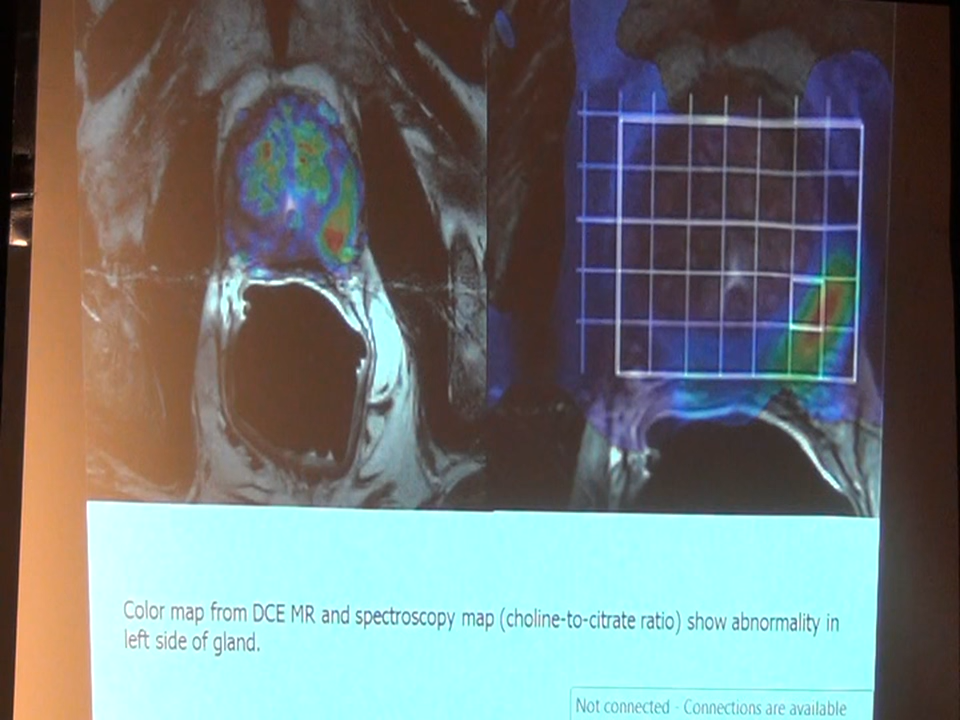 Color map from DCE MR and spectroscopy map (choline-to-citrate ratio) show abnormality in
left side of gland.
Not connected - Connections are available